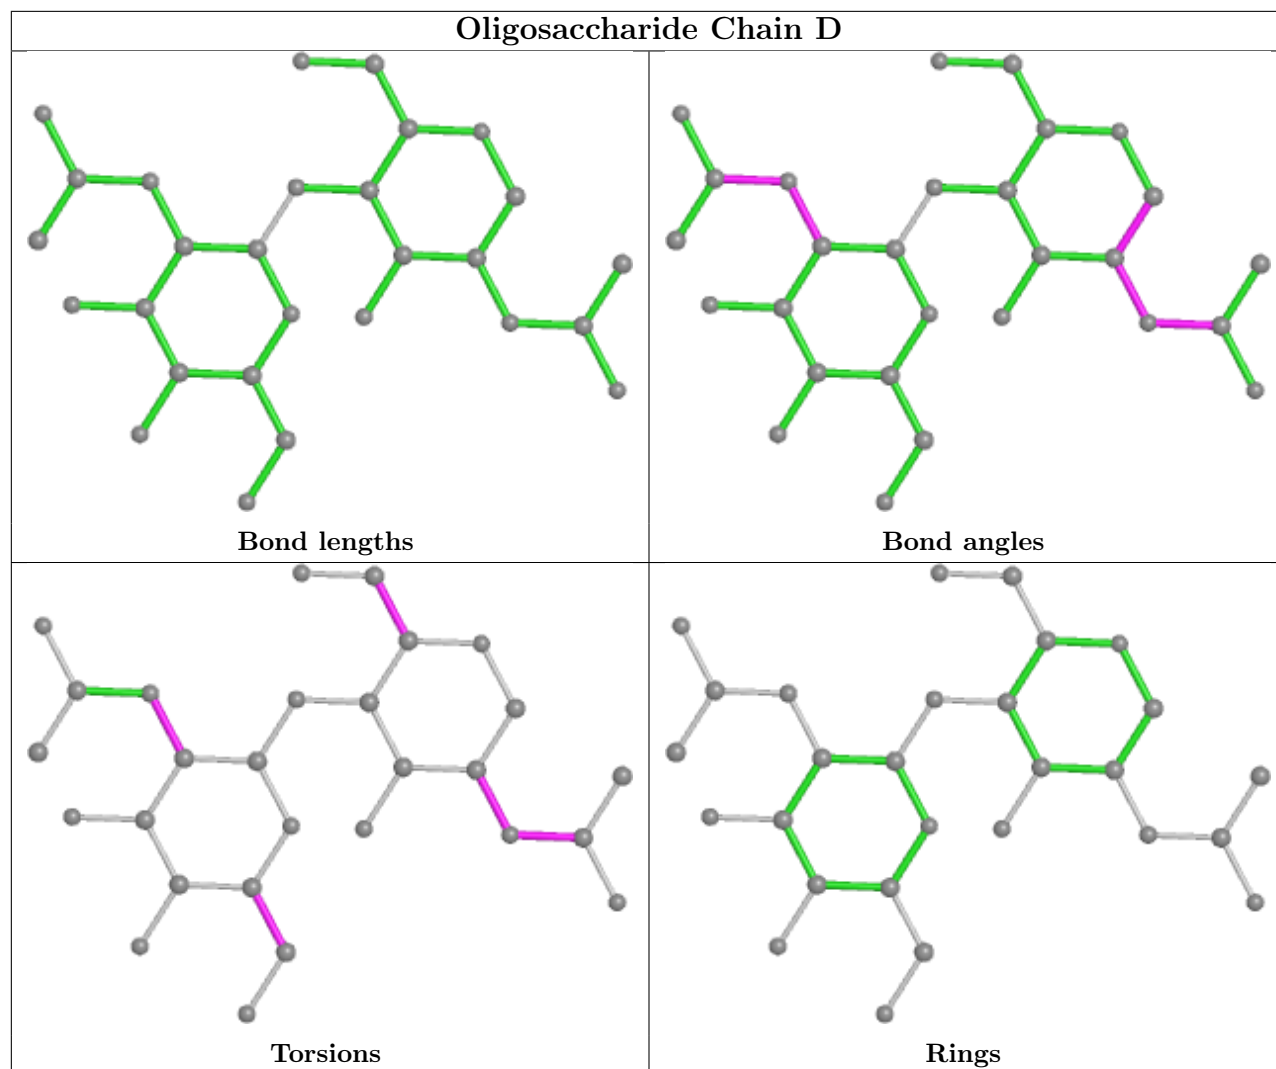 Oligosaccharide Chain D
Bond lengths
Bond angles
Torsions
Rings